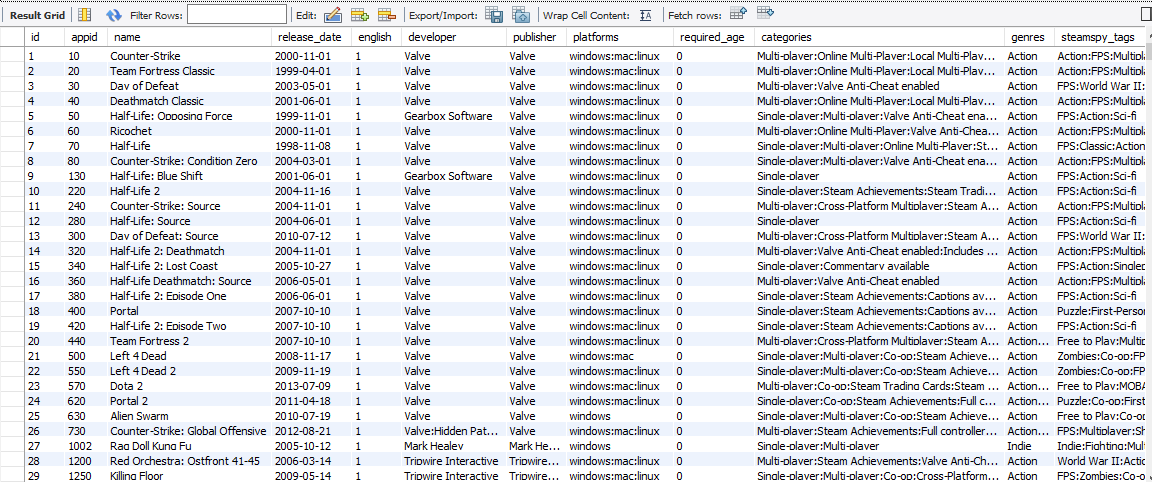 Result Grid Filter Rows: Edit: Export/Import: Wrap Cell Content: Fetch rows:
id appid name release_date english developer publisher platforms required_age categories genres steamspy_tags
1 10 Counter-Strike 2000-11-01 1 Valve Valve windows;mac;linux 0 Multi-player;Online Multi-Player;Local Multi-Play... Action Action;FPS;Multipl
2 20 Team Fortress Classic 1999-04-01 1 Valve Valve windows;mac;linux 0 Multi-player;Online Multi-Player;Local Multi-Play... Action Action;FPS;Multipl
3 30 Day of Defeat 2003-05-01 1 Valve Valve windows;mac;linux 0 Multi-player;Valve Anti-Cheat enabled Action FPS;World War II;
4 40 Deathmatch Classic 2001-06-01 1 Valve Valve windows;mac;linux 0 Multi-player;Online Multi-Player;Local Multi-Play... Action Action;FPS;Multipl
5 50 Half-Life: Opposing Force 1999-11-01 1 Gearbox Software Valve windows;mac;linux 0 Single-player;Multi-player;Valve Anti-Cheat ena... Action FPS;Action;Sci-fi
6 60 Ricochet 2000-11-01 1 Valve Valve windows;mac;linux 0 Multi-player;Online Multi-Player;Valve Anti-Chea... Action Action;FPS;Multipl
7 70 Half-Life 1998-11-08 1 Valve Valve windows;mac;linux 0 Single-player;Multi-player;Online Multi-Player;St... Action FPS;Classic;Action
8 80 Counter-Strike: Condition Zero 2004-03-01 1 Valve Valve windows;mac;linux 0 Single-player;Multi-player;Valve Anti-Cheat ena... Action Action;FPS;Multipl
9 130 Half-Life: Blue Shift 2001-06-01 1 Gearbox Software Valve windows;mac;linux 0 Single-player Action FPS;Action;Sci-fi
10 220 Half-Life 2 2004-11-16 1 Valve Valve windows;mac;linux 0 Single-player;Steam Achievements;Steam Tradi... Action FPS;Action;Sci-fi
11 240 Counter-Strike: Source 2004-11-01 1 Valve Valve windows;mac;linux 0 Multi-player;Cross-Platform Multiplayer;Steam A... Action Action;FPS;Multipl
12 280 Half-Life: Source 2004-06-01 1 Valve Valve windows;mac;linux 0 Single-player Action FPS;Action;Sci-fi
13 300 Day of Defeat: Source 2010-07-12 1 Valve Valve windows;mac;linux 0 Multi-player;Cross-Platform Multiplayer;Steam A... Action FPS;World War II;
14 320 Half-Life 2: Deathmatch 2004-11-01 1 Valve Valve windows;mac;linux 0 Multi-player;Valve Anti-Cheat enabled;Includes ... Action Action;FPS;Multipl
15 340 Half-Life 2: Lost Coast 2005-10-27 1 Valve Valve windows;mac;linux 0 Single-player;Commentary available Action FPS;Action;Single
16 360 Half-Life Deathmatch: Source 2006-05-01 1 Valve Valve windows;mac;linux 0 Multi-player;Valve Anti-Cheat enabled Action Action;FPS;Multipl
17 380 Half-Life 2: Episode One 2006-06-01 1 Valve Valve windows;mac;linux 0 Single-player;Steam Achievements;Captions av... Action FPS;Action;Sci-fi
18 400 Portal 2007-10-10 1 Valve Valve windows;mac;linux 0 Single-player;Steam Achievements;Captions av... Action Puzzle;First-Person
19 420 Half-Life 2: Episode Two 2007-10-10 1 Valve Valve windows;mac;linux 0 Single-player;Steam Achievements;Captions av... Action FPS;Action;Sci-fi
20 440 Team Fortress 2 2007-10-10 1 Valve Valve windows;mac;linux 0 Multi-player;Cross-Platform Multiplayer;Steam A... Action... Free to Play;Multip
21 500 Left 4 Dead 2008-11-17 1 Valve Valve windows;mac 0 Single-player;Multi-player;Co-op;Steam Achieve... Action Zombies;Co-op;FP
22 550 Left 4 Dead 2 2009-11-19 1 Valve Valve windows;mac;linux 0 Single-player;Multi-player;Co-op;Steam Achieve... Action Zombies;Co-op;FP
23 570 Dota 2 2013-07-09 1 Valve Valve windows;mac;linux 0 Multi-player;Co-op;Steam Trading Cards;Steam ... Action... Free to Play;MOBA
24 620 Portal 2 2011-04-18 1 Valve Valve windows;mac;linux 0 Single-player;Co-op;Steam Achievements;Full c... Action... Puzzle;Co-op;First
25 630 Alien Swarm 2010-07-19 1 Valve Valve windows 0 Single-player;Multi-player;Co-op;Steam Achieve... Action Free to Play;Co-op
26 730 Counter-Strike: Global Offensive 2012-08-21 1 Valve;Hidden Pat... Valve windows;mac;linux 0 Multi-player;Steam Achievements;Full controller... Action... FPS;Multiplayer;Sh
27 1002 Rag Doll Kung Fu 2005-10-12 1 Mark Healey Mark He... windows 0 Single-player;Multi-player Indie Indie;Fighting;Mul
28 1200 Red Orchestra: Ostfront 41-45 2006-03-14 1 Tripwire Interactive Tripwire... windows;mac;linux 0 Multi-player;Steam Achievements;Valve Anti-Ch... Action World War II;Action
29 1250 Killing Floor 2009-05-14 1 Tripwire Interactive Tripwire... windows;mac;linux 0 Single-player;Multi-player;Co-op;Cross-Platform... Action FPS;Zombies;Co-o